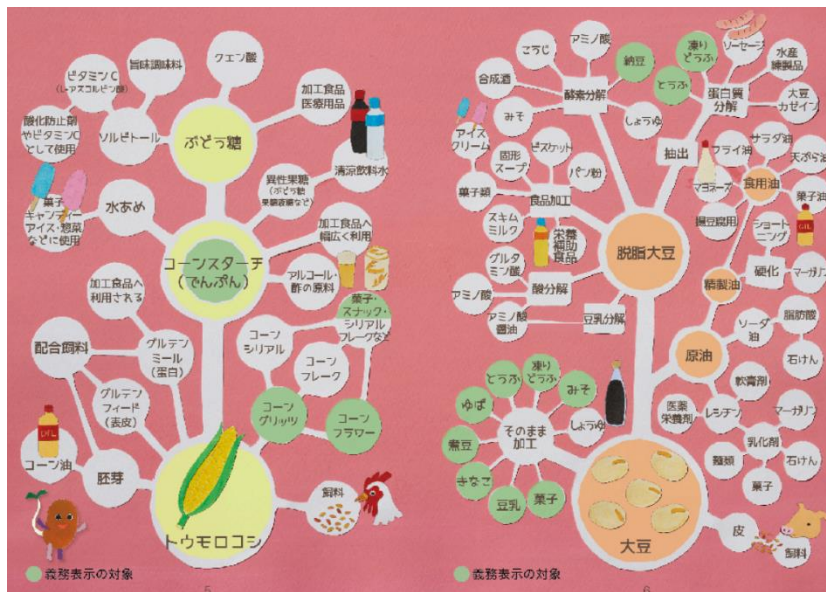 クエン酸
旨味調味料
ビタミンC
(L-アスコルビン酸)
加工食品
医療用品
酸化防止剤
やビタミンC
として使用
ソルビトール
ぶどう糖
清涼飲料水
異性果糖
(ぶどう糖
果糖液糖など)
菓子
キャンディー
アイス・惣菜
などに使用
水あめ
加工食品へ
幅広く利用
コーンスターチ
(でんぷん)
アルコール・
酢の原料
加工食品へ
利用される
菓子・
スナック・
シリアル
フレークなど
コーン
シリアル
配合飼料
グルテン
ミール
(蛋白)
コーン
フレーク
グルテン
フィード
(表皮)
コーン
グリッツ
コーン
フラワー
OIL
コーン油
胚芽
飼料
トウモロコシ
義務表示の対象
5
アミノ酸
こうじ
納豆
合成酒
酵素分解
みそ
しょうゆ
凍り
どうふ
ソーセージ
とうふ
水産
練製品
蛋白質
分解
大豆
カゼイン
抽出
アイス
クリーム
固形
スープ
ビスケット
パン粉
菓子類
食品加工
スキム
ミルク
栄養
補助
食品
脱脂大豆
グルタ
ミン酸
アミノ酸
酸分解
アミノ酸
醤油
豆乳分解
フライ油
サラダ油
天ぷら油
マヨネーズ
食用油
菓子油
揚豆腐用
ショート
ニング
OIL
硬化
マーガリン
精製油
ソーダ
油
脂肪酸
石けん
原油
軟膏剤
医薬
栄養剤
レシチン
マーガリン
乳化剤
麺類
石けん
菓子
とうふ
凍り
どうふ
みそ
ゆば
しょうゆ
そのまま
加工
煮豆
きなこ
豆乳
菓子
大豆
皮
飼料
義務表示の対象
6